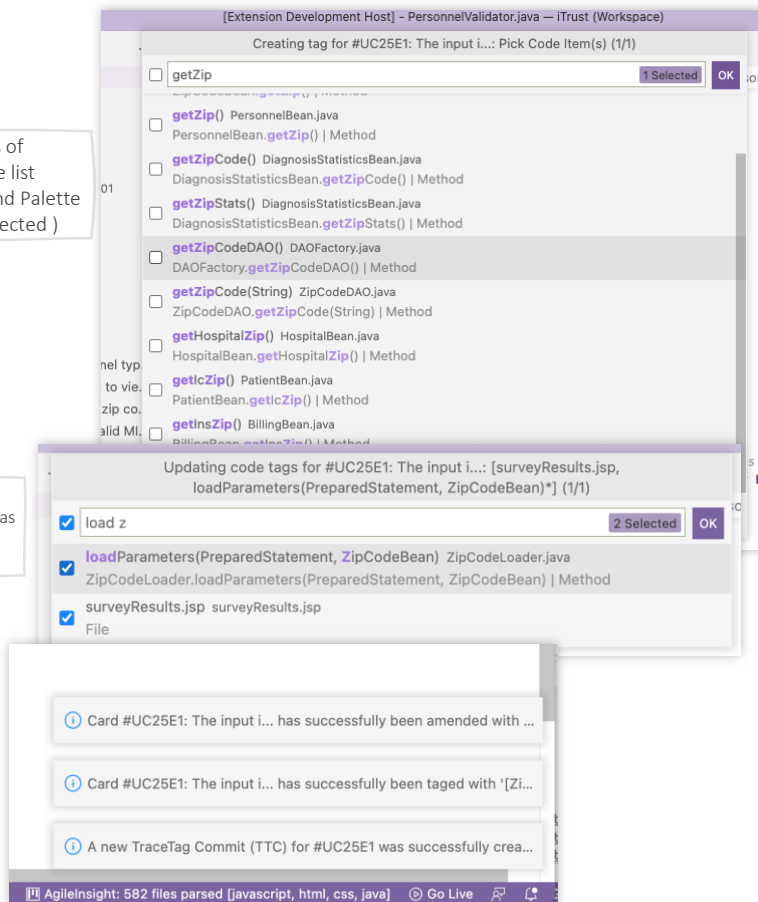 [Extension Development Host] - PersonnelValidator.java — iTrust (Workspace)
Creating tag for #UC25E1: The input i...: Pick Code Item(s) (1/1)
getZip
1 Selected
OK
getZip() PersonnelBean.java
PersonnelBean.getZip() | Method
s of
e list
nd Palette
ected )
01
getZipCode() DiagnosisStatisticsBean.java
DiagnosisStatisticsBean.getZipCode() | Method
getZipStats() DiagnosisStatisticsBean.java
DiagnosisStatisticsBean.getZipStats() | Method
getZipCodeDAO() DAOFactory.java
DAOFactory.getZipCodeDAO() | Method
getZipCode(String) ZipCodeDAO.java
ZipCodeDAO.getZipCode(String) | Method
getHospitalZip() HospitalBean.java
HospitalBean.getHospitalZip() | Method
getIcZip() PatientBean.java
PatientBean.getIcZip() | Method
getInsZip() BillingBean.java
BillingBean.getInsZip() | Method
nel typ.
to vie.
zip co.
alid MI.
as
Updating code tags for #UC25E1: The input i...: [surveyResults.jsp,
loadParameters(PreparedStatement, ZipCodeBean)*] (1/1)
load z
2 Selected
OK
loadParameters(PreparedStatement, ZipCodeBean) ZipCodeLoader.java
ZipCodeLoader.loadParameters(PreparedStatement, ZipCodeBean) | Method
surveyResults.jsp surveyResults.jsp
File
Card #UC25E1: The input i... has successfully been amended with ...
Card #UC25E1: The input i... has successfully been taged with '[Zi...
A new TraceTag Commit (TTC) for #UC25E1 was successfully crea...
AgileInsight: 582 files parsed [javascript, html, css, java]
Go Live